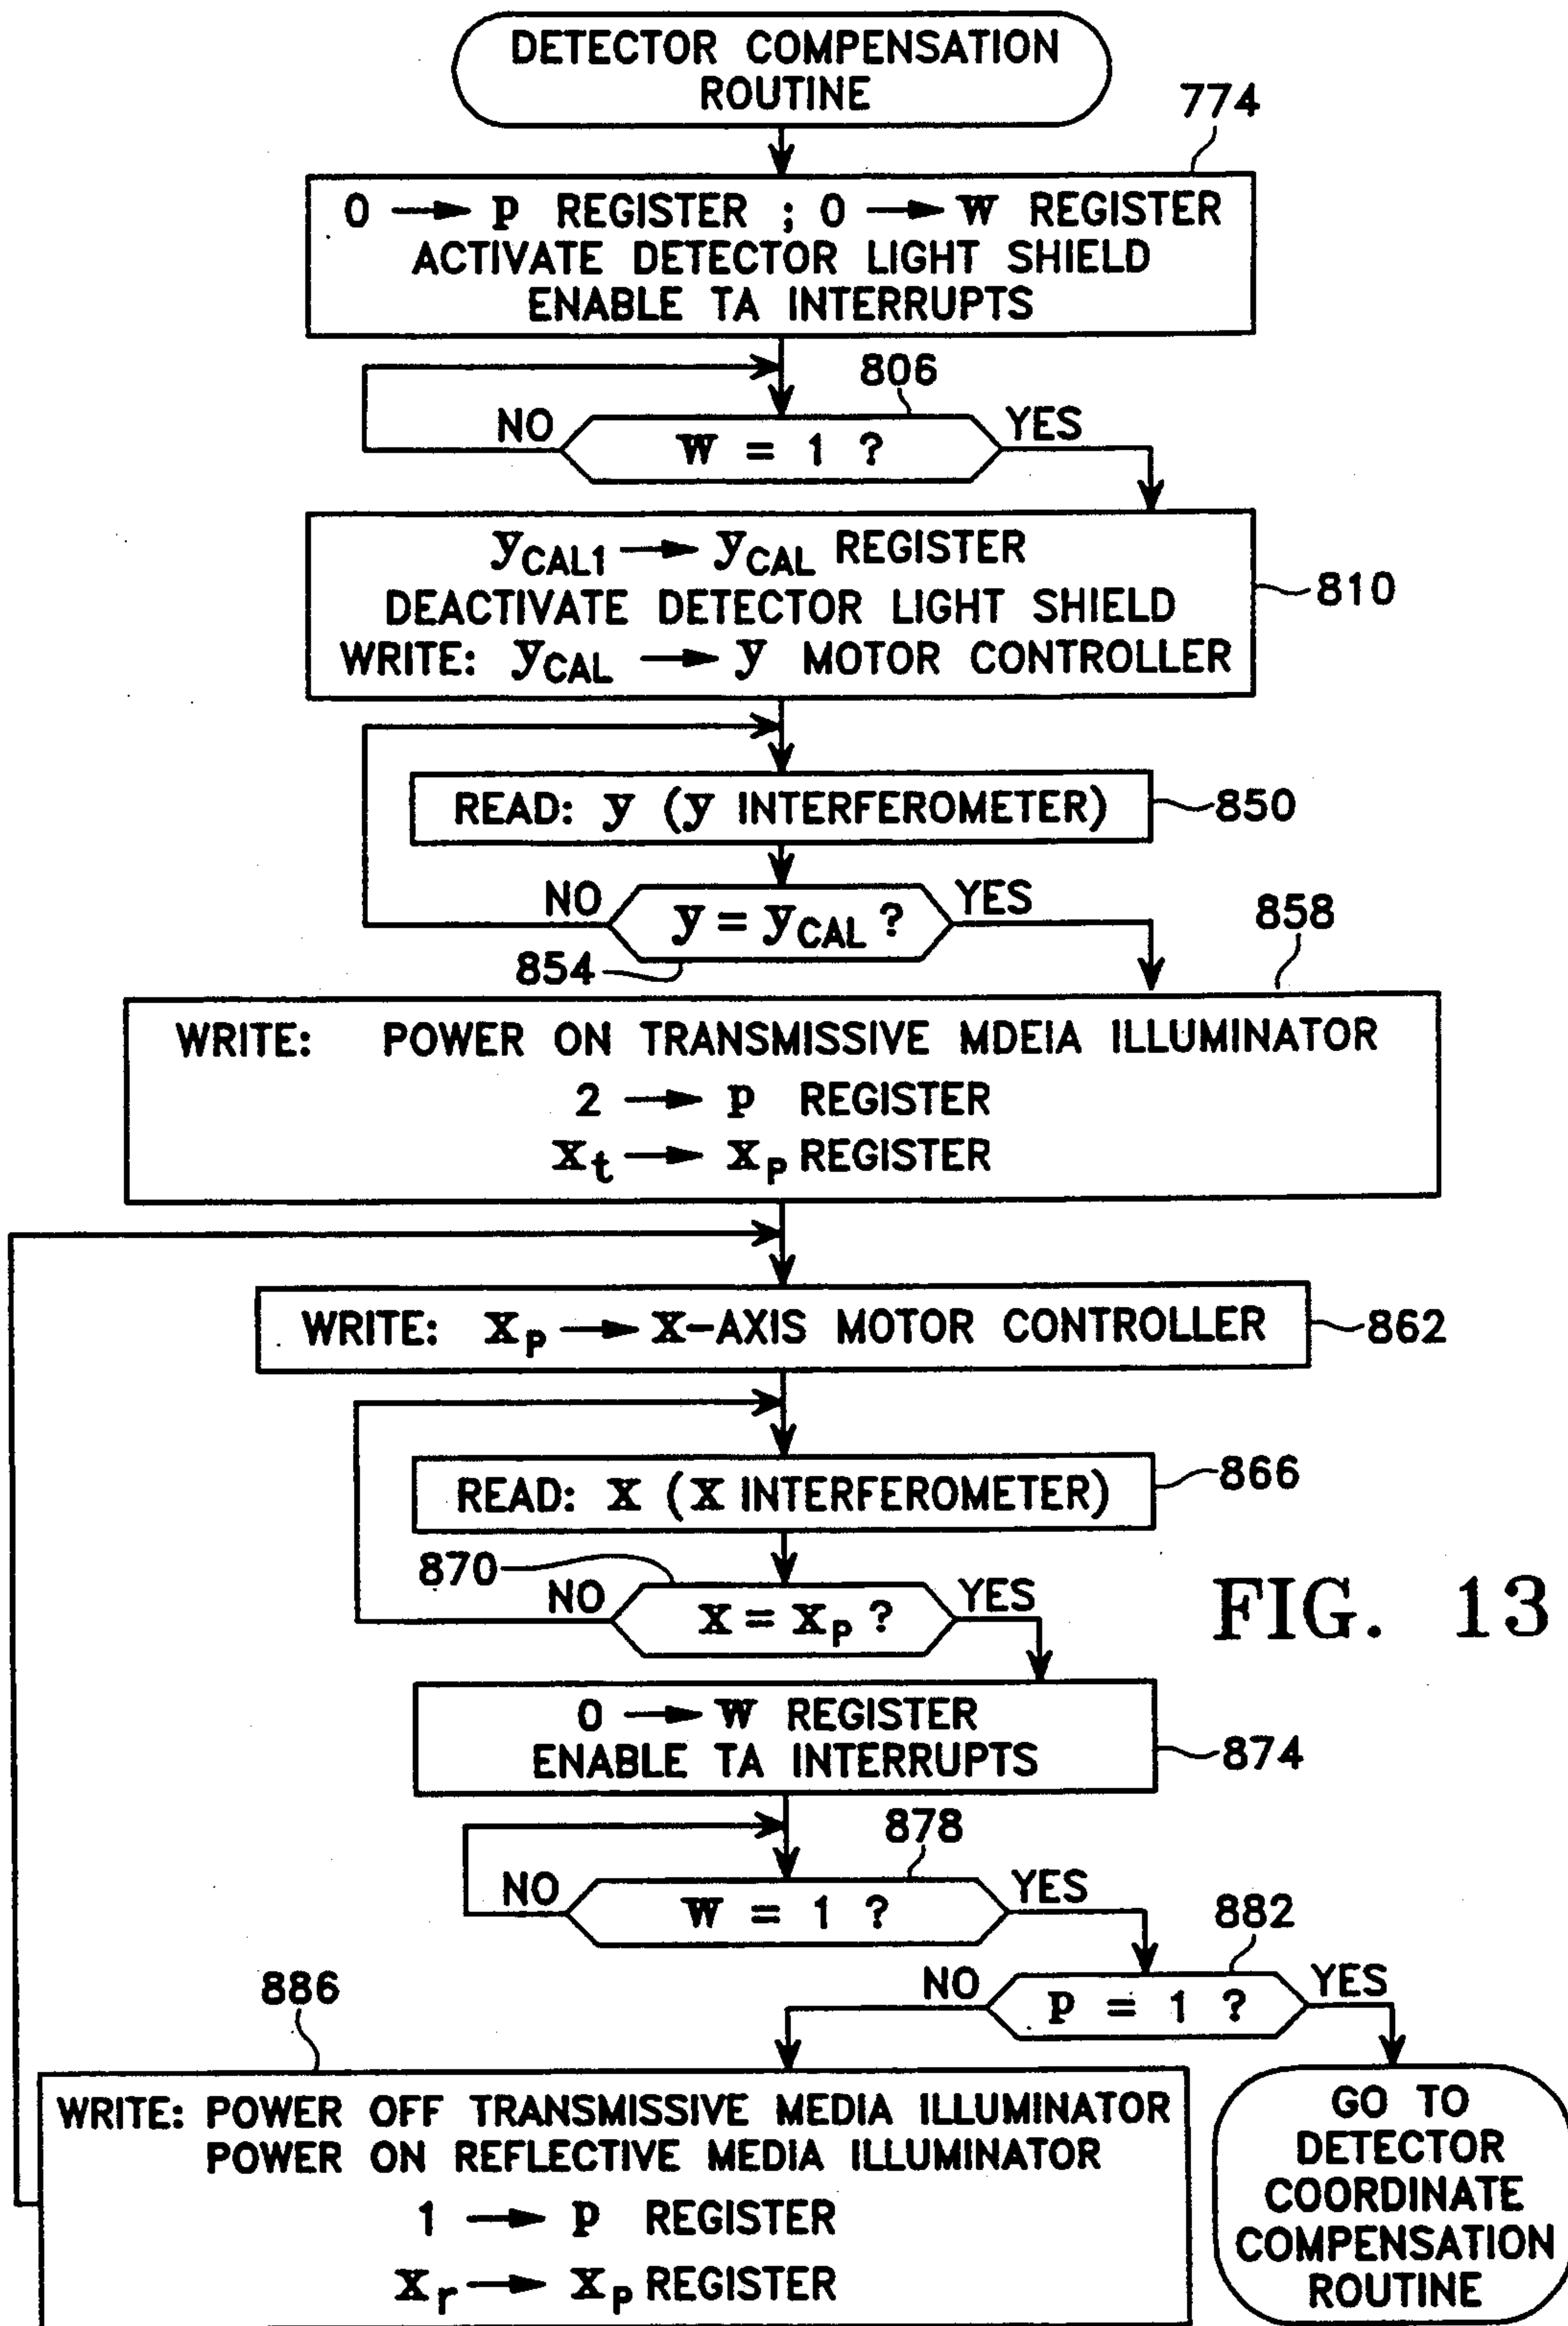 DETECTOR COMPENSATION
ROUTINE
774
0 → p REGISTER ; 0 → w REGISTER
ACTIVATE DETECTOR LIGHT SHIELD
ENABLE TA INTERRUPTS
806
NO
W = 1 ?
YES
yCAL1 → yCAL REGISTER
DEACTIVATE DETECTOR LIGHT SHIELD
810
WRITE: yCAL → y MOTOR CONTROLLER
READ: y (y INTERFEROMETER)
850
NO
y = yCAL ?
YES
854
858
WRITE: POWER ON TRANSMISSIVE MDEIA ILLUMINATOR
2 → p REGISTER
xt → xp REGISTER
WRITE: xp → x-AXIS MOTOR CONTROLLER
862
READ: x (x INTERFEROMETER)
866
870
NO
x = xp ?
YES
FIG. 13
0 → w REGISTER
ENABLE TA INTERRUPTS
874
878
NO
W = 1 ?
YES
882
NO
p = 1 ?
YES
886
WRITE: POWER OFF TRANSMISSIVE MEDIA ILLUMINATOR
POWER ON REFLECTIVE MEDIA ILLUMINATOR
1 → p REGISTER
xr → xp REGISTER
GO TO
DETECTOR
COORDINATE
COMPENSATION
ROUTINE